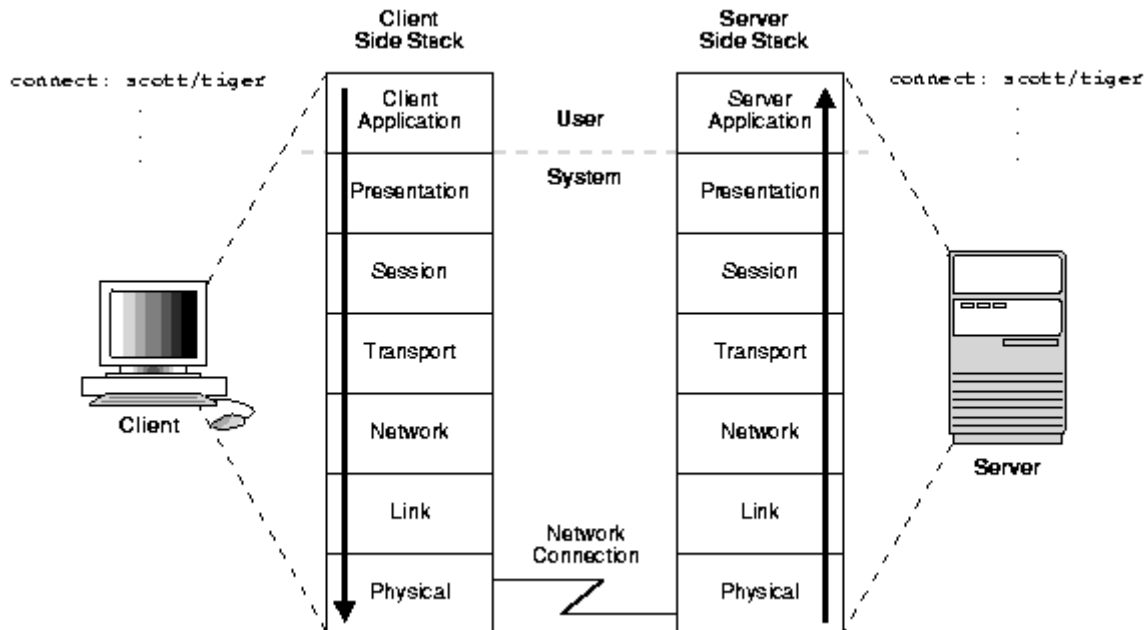 Client
Side Stack
Server
Side Stack
connect: scott/tiger
.
.
.
connect: scott/tiger
.
.
.
Client
Application
User
Server
Application
System
Presentation
Presentation
Session
Session
Transport
Transport
Client
Network
Network
Server
Link
Link
Network
Connection
Physical
Physical